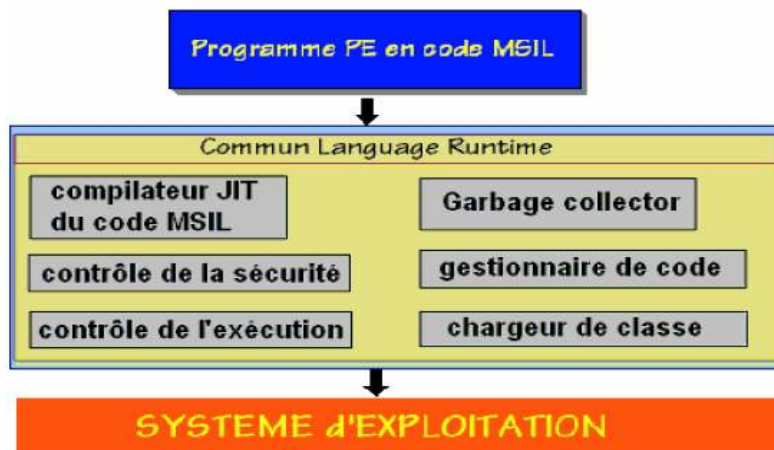 Programme PE en code MSIL
Commun Language Runtime
compilateur JIT
du code MSIL
Garbage collector
contrôle de la sécurité
gestionnaire de code
contrôle de l'exécution
chargeur de classe
SYSTEME d'EXPLOITATION